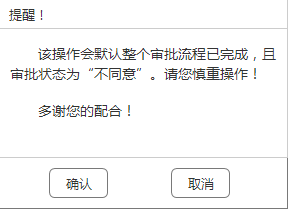 提醒！
该操作会默认整个审批流程已完成，且
审批状态为“不同意”。请您慎重操作！
多谢您的配合！
确认
取消